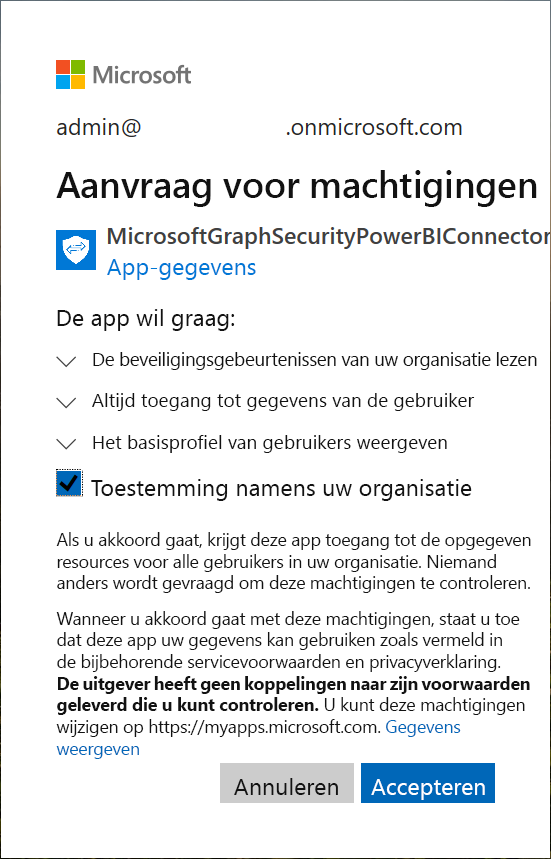 Microsoft
admin@ .onmicrosoft.com
Aanvraag voor machtigingen
MicrosoftGraphSecurityPowerBIConnector
App-gegevens
De app wil graag:
De beveiligingsgebeurtenissen van uw organisatie lezen
Altijd toegang tot gegevens van de gebruiker
Het basisprofiel van gebruikers weergeven
Toestemming namens uw organisatie
Als u akkoord gaat, krijgt deze app toegang tot de opgegeven
resources voor alle gebruikers in uw organisatie. Niemand
anders wordt gevraagd om deze machtigingen te controleren.
Wanneer u akkoord gaat met deze machtigingen, staat u toe
dat deze app uw gegevens kan gebruiken zoals vermeld in
de bijbehorende servicevoorwaarden en privacyverklaring.
De uitgever heeft geen koppelingen naar zijn voorwaarden
geleverd die u kunt controleren. U kunt deze machtigingen
wijzigen op https://myapps.microsoft.com. Gegevens
weergeven
Annuleren
Accepteren